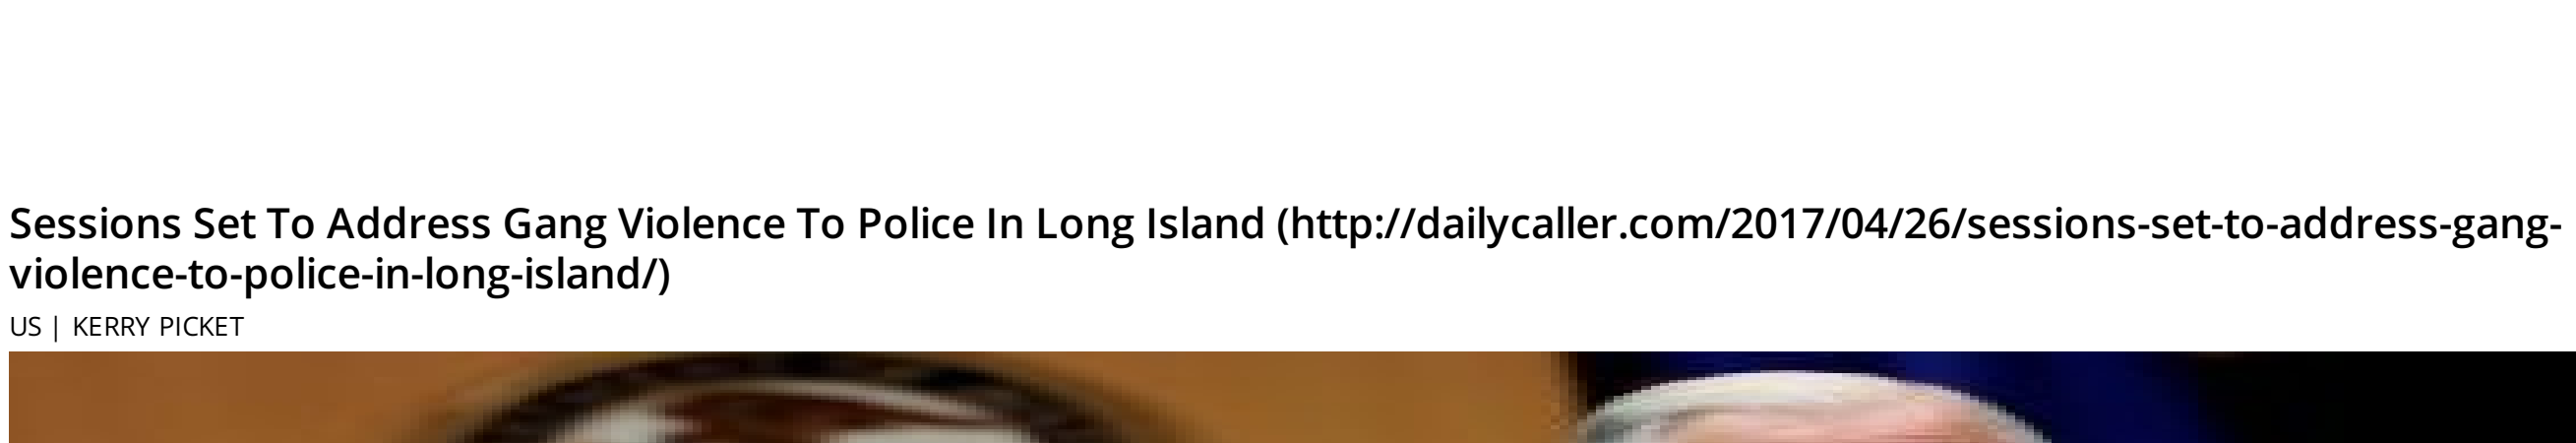 Sessions Set To Address Gang Violence To Police In Long Island (http://dailycaller.com/2017/04/26/sessions-set-to-address-gang-
violence-to-police-in-long-island/)
US | KERRY PICKET